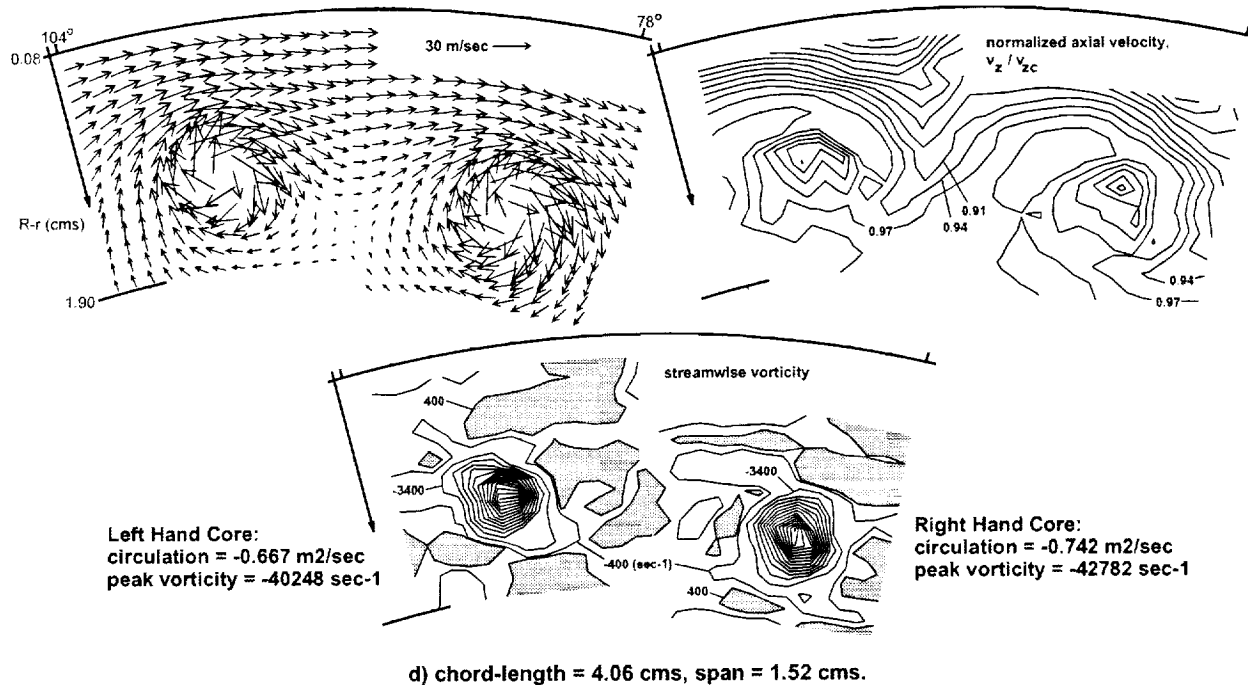 104°
78°
0.08
30 m/sec
R-r (cms)
1.90
normalized axial velocity,
v_z / v_zc
0.91
0.94
0.97
0.94
0.97
streamwise vorticity
400
-3400
-3400
-400 (sec-1)
400
Left Hand Core:
circulation = -0.667 m2/sec
peak vorticity = -40248 sec-1
Right Hand Core:
circulation = -0.742 m2/sec
peak vorticity = -42782 sec-1
d) chord-length = 4.06 cms, span = 1.52 cms.